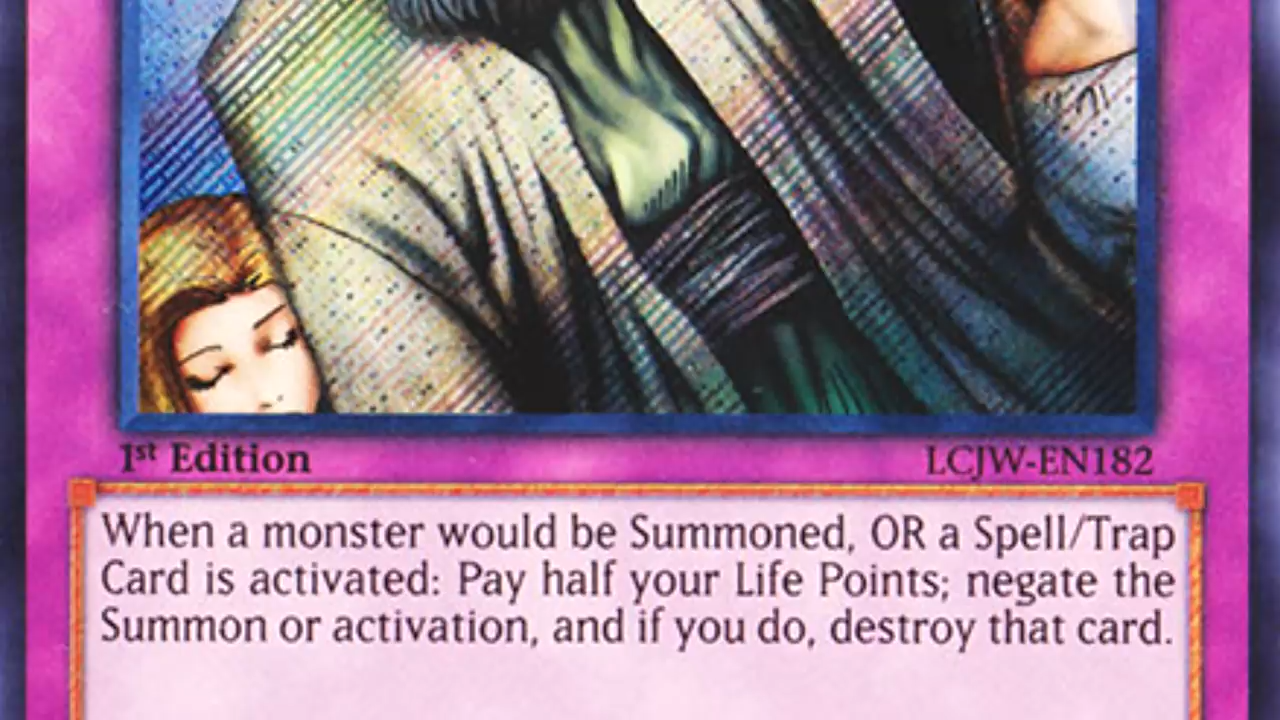 1st Edition LCJW-EN182
When a monster would be Summoned, OR a Spell/Trap
Card is activated: Pay half your Life Points; negate the
Summon or activation, and if you do, destroy that card.